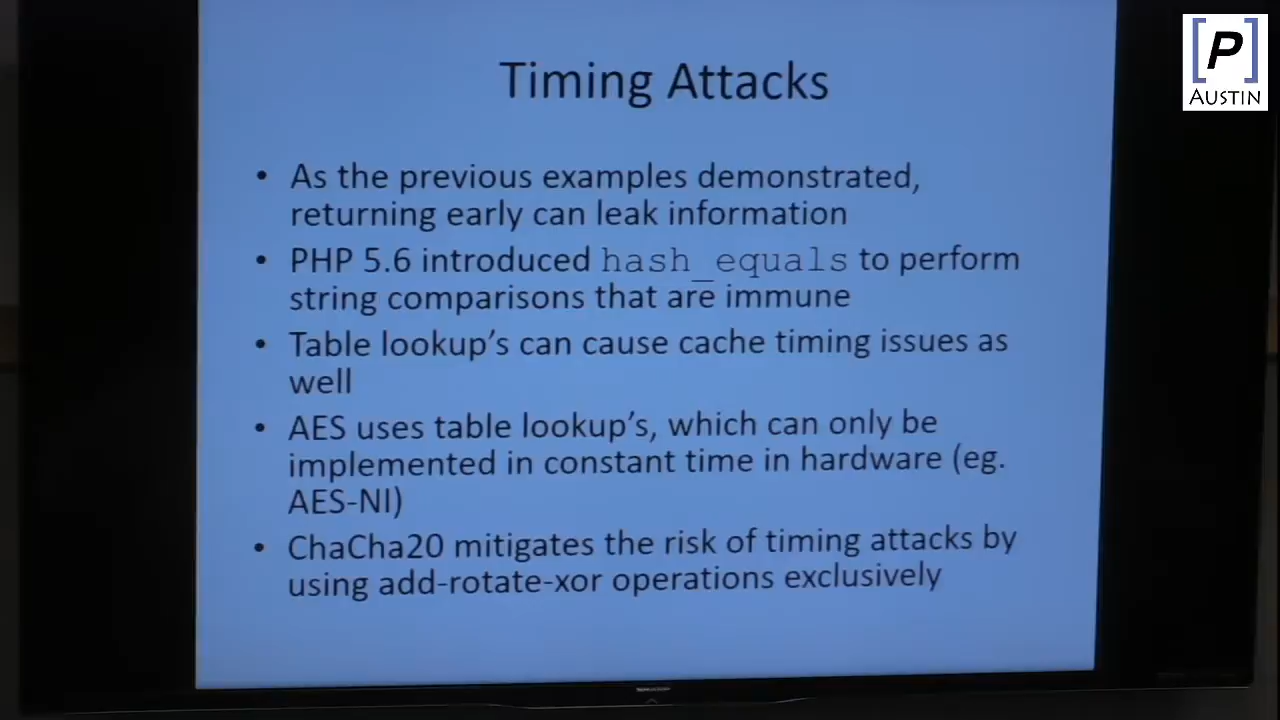 [P]
AUSTIN
Timing Attacks
• As the previous examples demonstrated,
returning early can leak information
• PHP 5.6 introduced hash_equals to perform
string comparisons that are immune
• Table lookup's can cause cache timing issues as
well
• AES uses table lookup's, which can only be
implemented in constant time in hardware (eg.
AES-NI)
• ChaCha20 mitigates the risk of timing attacks by
using add-rotate-xor operations exclusively